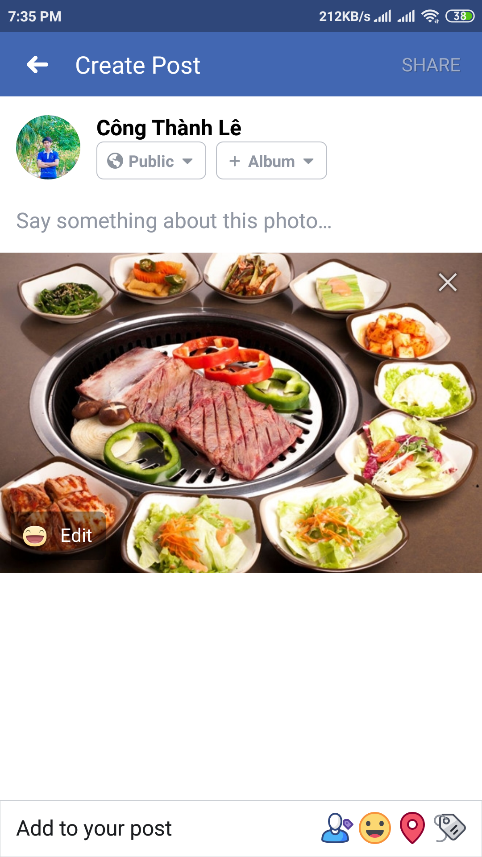 7:35 PM 212KB/s 38
Create Post SHARE
Công Thành Lê
Public + Album
Say something about this photo...
Edit
Add to your post